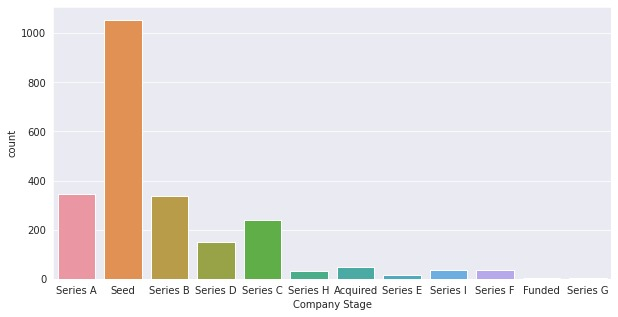 1000
800
600
400
200
0
count
Series A Seed Series B Series D Series C Series H Acquired Series E Series I Series F Funded Series G
Company Stage